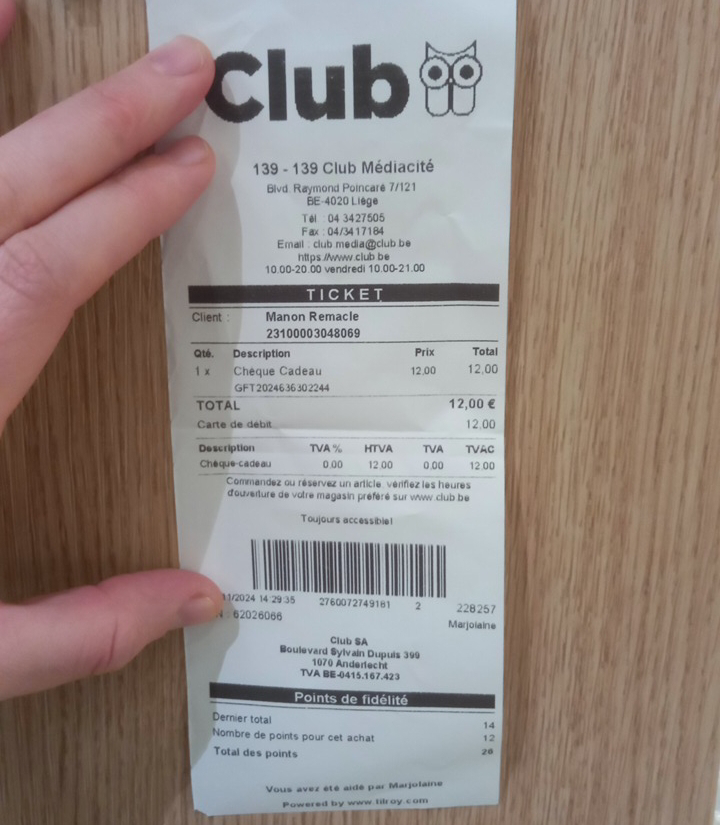 Club
139 - 139 Club Médiacité
Blvd. Raymond Poincaré 7/121
BE-4020 Liège
Tél : 04 3427505
Fax : 04/3417184
Email : club.media@club.be
https://www.club.be
10.00-20.00 vendredi 10.00-21.00
TICKET
Client : Manon Remacle
23100003048069
Qté. Description Prix Total
1 x Chèque Cadeau 12,00 12,00
GFT2024636302244
TOTAL 12,00 €
Carte de débit 12.00
Description TVA% HTVA TVA TVAC
Chèque-cadeau 0.00 12.00 0.00 12.00
Commandez ou réservez un article, vérifiez les heures
d'ouverture de votre magasin préféré sur www.club.be
Toujours accessible!
11/2024 14:29:35 2760072749181 2 228257
N : 62026066 Marjolaine
Club SA
Boulevard Sylvain Dupuis 399
1070 Anderlecht
TVA BE-0415.167.423
Points de fidélité
Dernier total 14
Nombre de points pour cet achat 12
Total des points 26
Vous avez été aidé par Marjolaine
Powered by www.tilroy.com